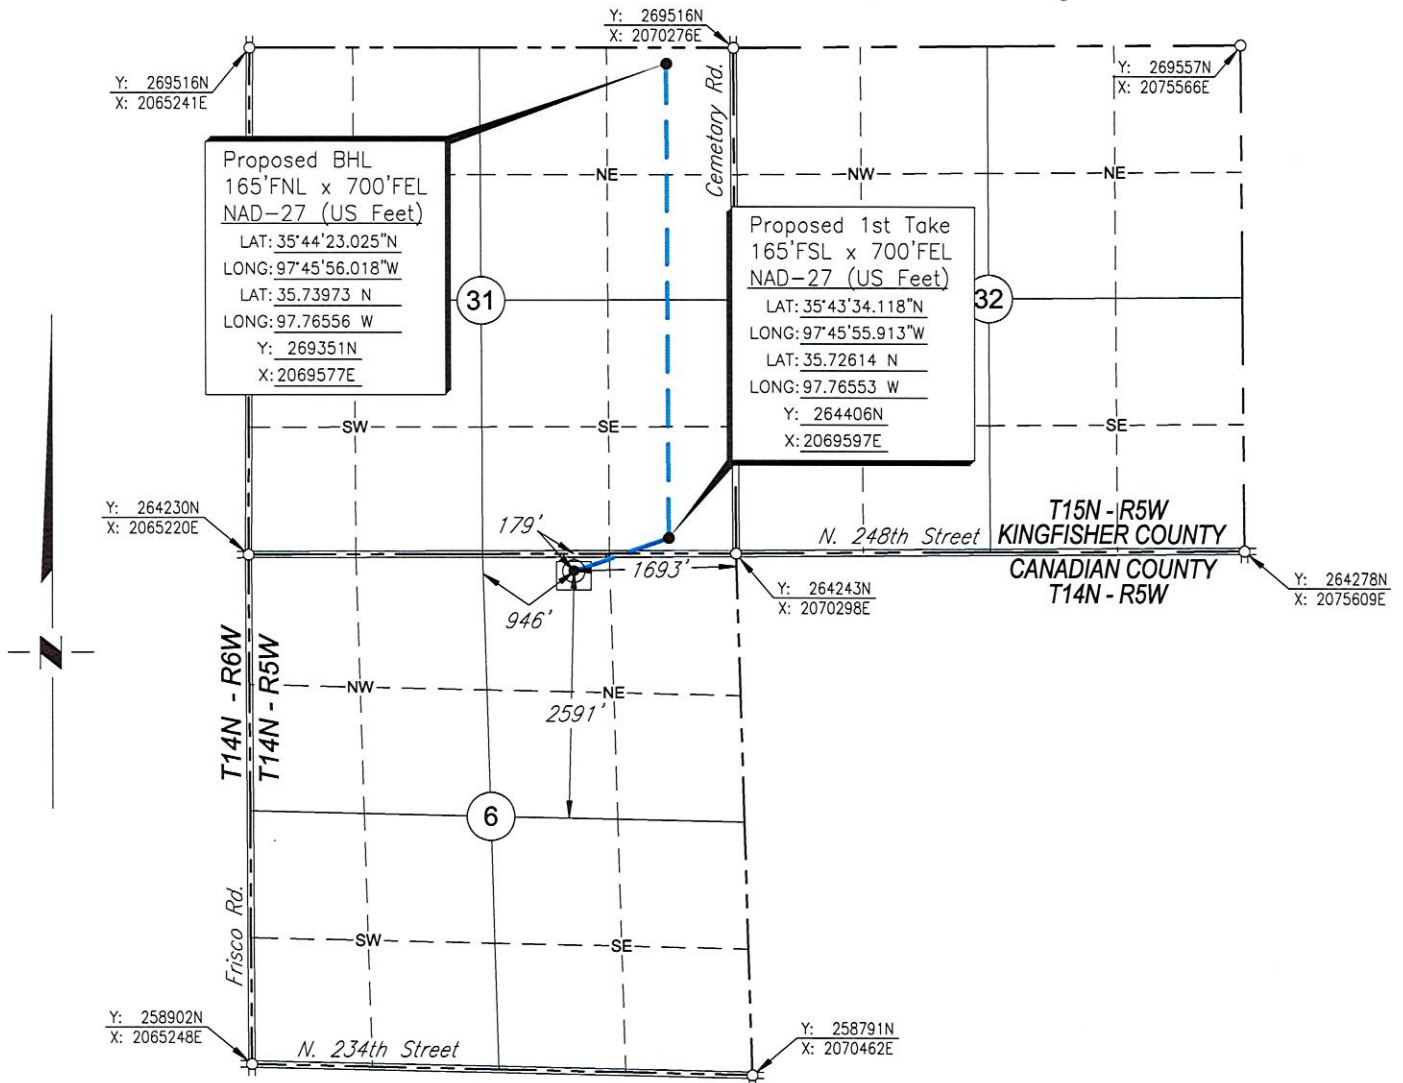 Y: 269516N
X: 2070276E
Y: 269516N
X: 2065241E
Y: 269557N
X: 2075566E
Cemetary Rd.
Proposed BHL
165'FNL x 700'FEL
NAD-27 (US Feet)
LAT: 35°44'23.025"N
LONG: 97°45'56.018"W
LAT: 35.73973 N
LONG: 97.76556 W
Y: 269351N
X: 2069577E
NE
NW
NE
Proposed 1st Take
165'FSL x 700'FEL
NAD-27 (US Feet)
LAT: 35°43'34.118"N
LONG: 97°45'55.913"W
LAT: 35.72614 N
LONG: 97.76553 W
Y: 264406N
X: 2069597E
31
32
SW
SE
SE
Y: 264230N
X: 2065220E
179'
N. 248th Street
T15N - R5W
KINGFISHER COUNTY
1693'
CANADIAN COUNTY
T14N - R5W
Y: 264243N
X: 2070298E
Y: 264278N
X: 2075609E
946'
N
T14N - R6W
T14N - R5W
NW
NE
2591'
6
Frisco Rd.
SW
SE
Y: 258902N
X: 2065248E
N. 234th Street
Y: 258791N
X: 2070462E